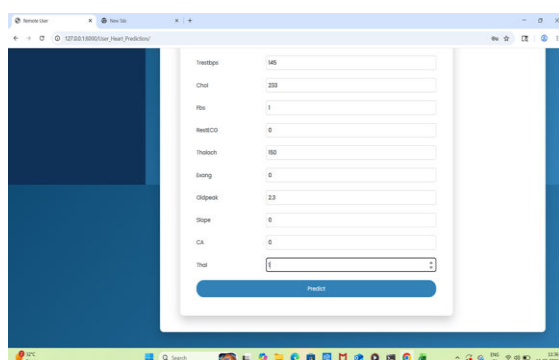 Remote User
New Tab
127.0.0.1:8000/User_Heart_Prediction/
Trestbps 145
Chol 233
Fbs 1
RestECG 0
Thalach 150
Exang 0
Oldpeak 2.3
Slope 0
CA 0
Thal 1
Predict
32°C
Search
ENG